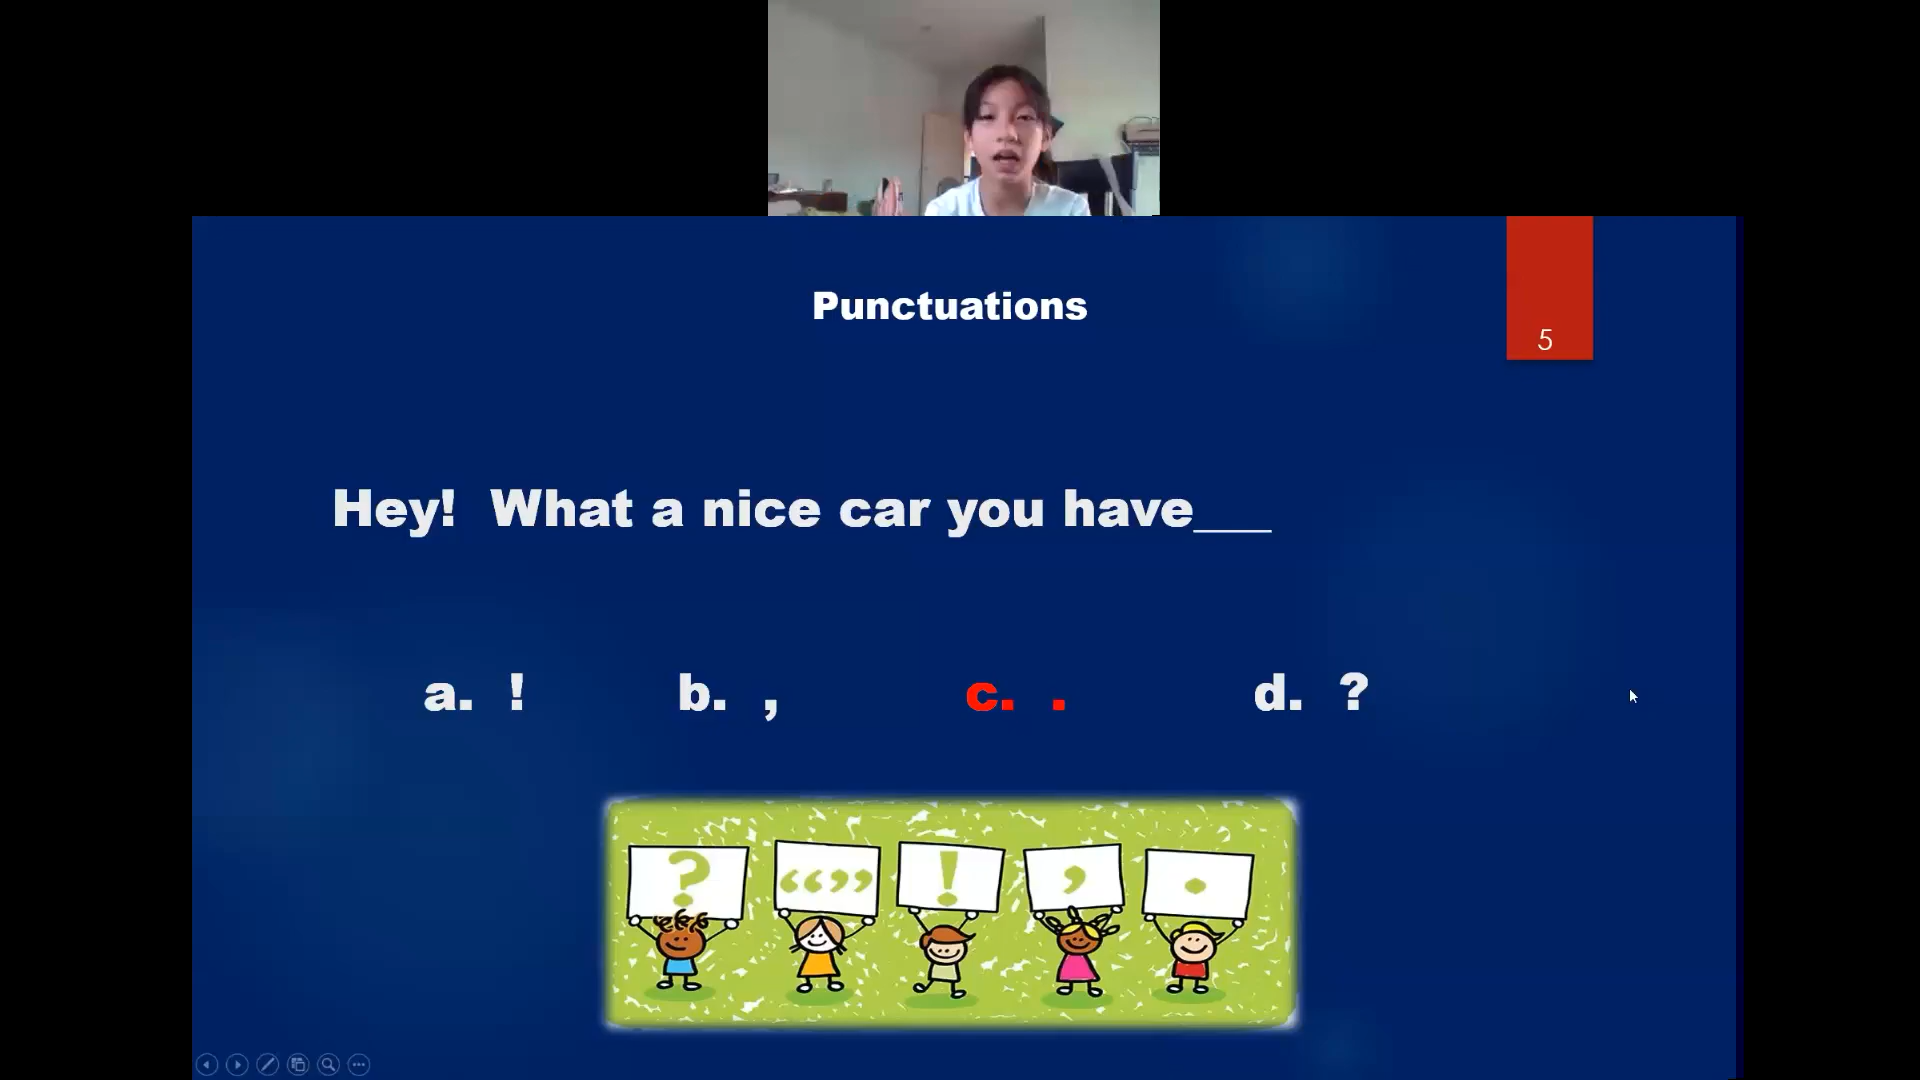 Punctuations
5
Hey!  What a nice car you have___
a.  !  b.  ,  c.  .  d.  ?
? “” ! , .